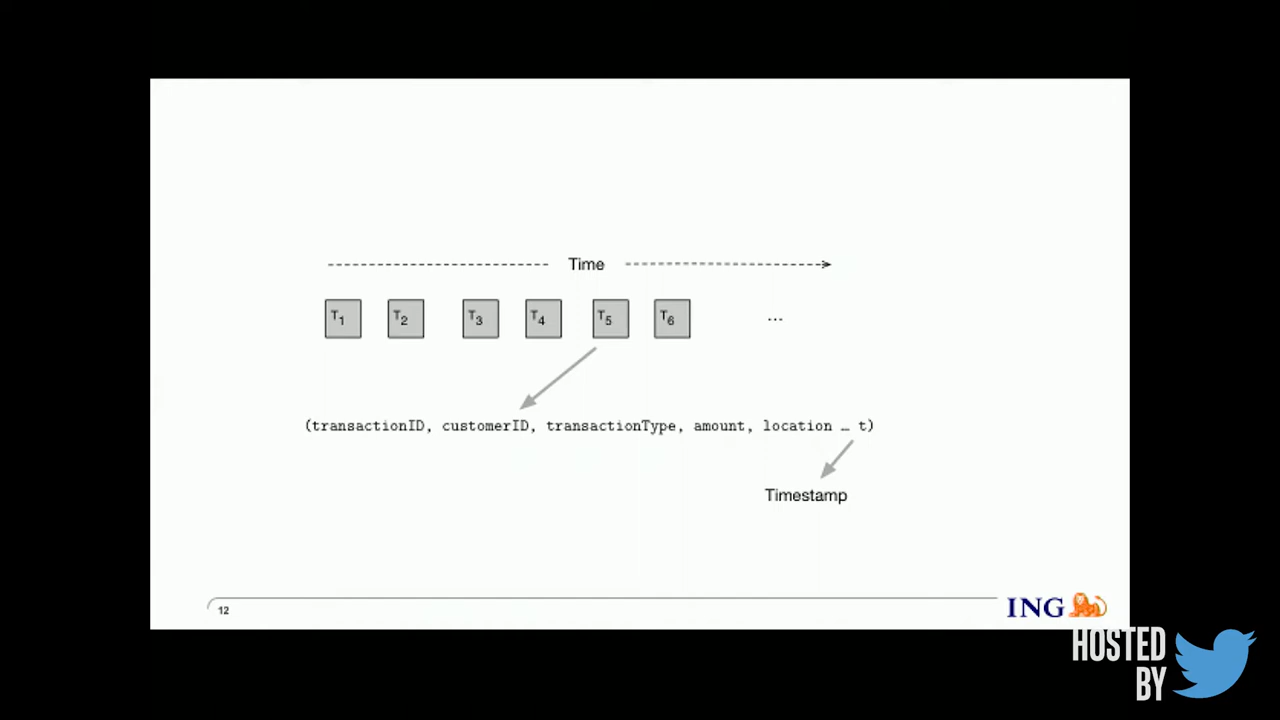 Time
T1 T2 T3 T4 T5 T6 ...
(transactionID, customerID, transactionType, amount, location … t)
Timestamp
12
ING
HOSTED
BY